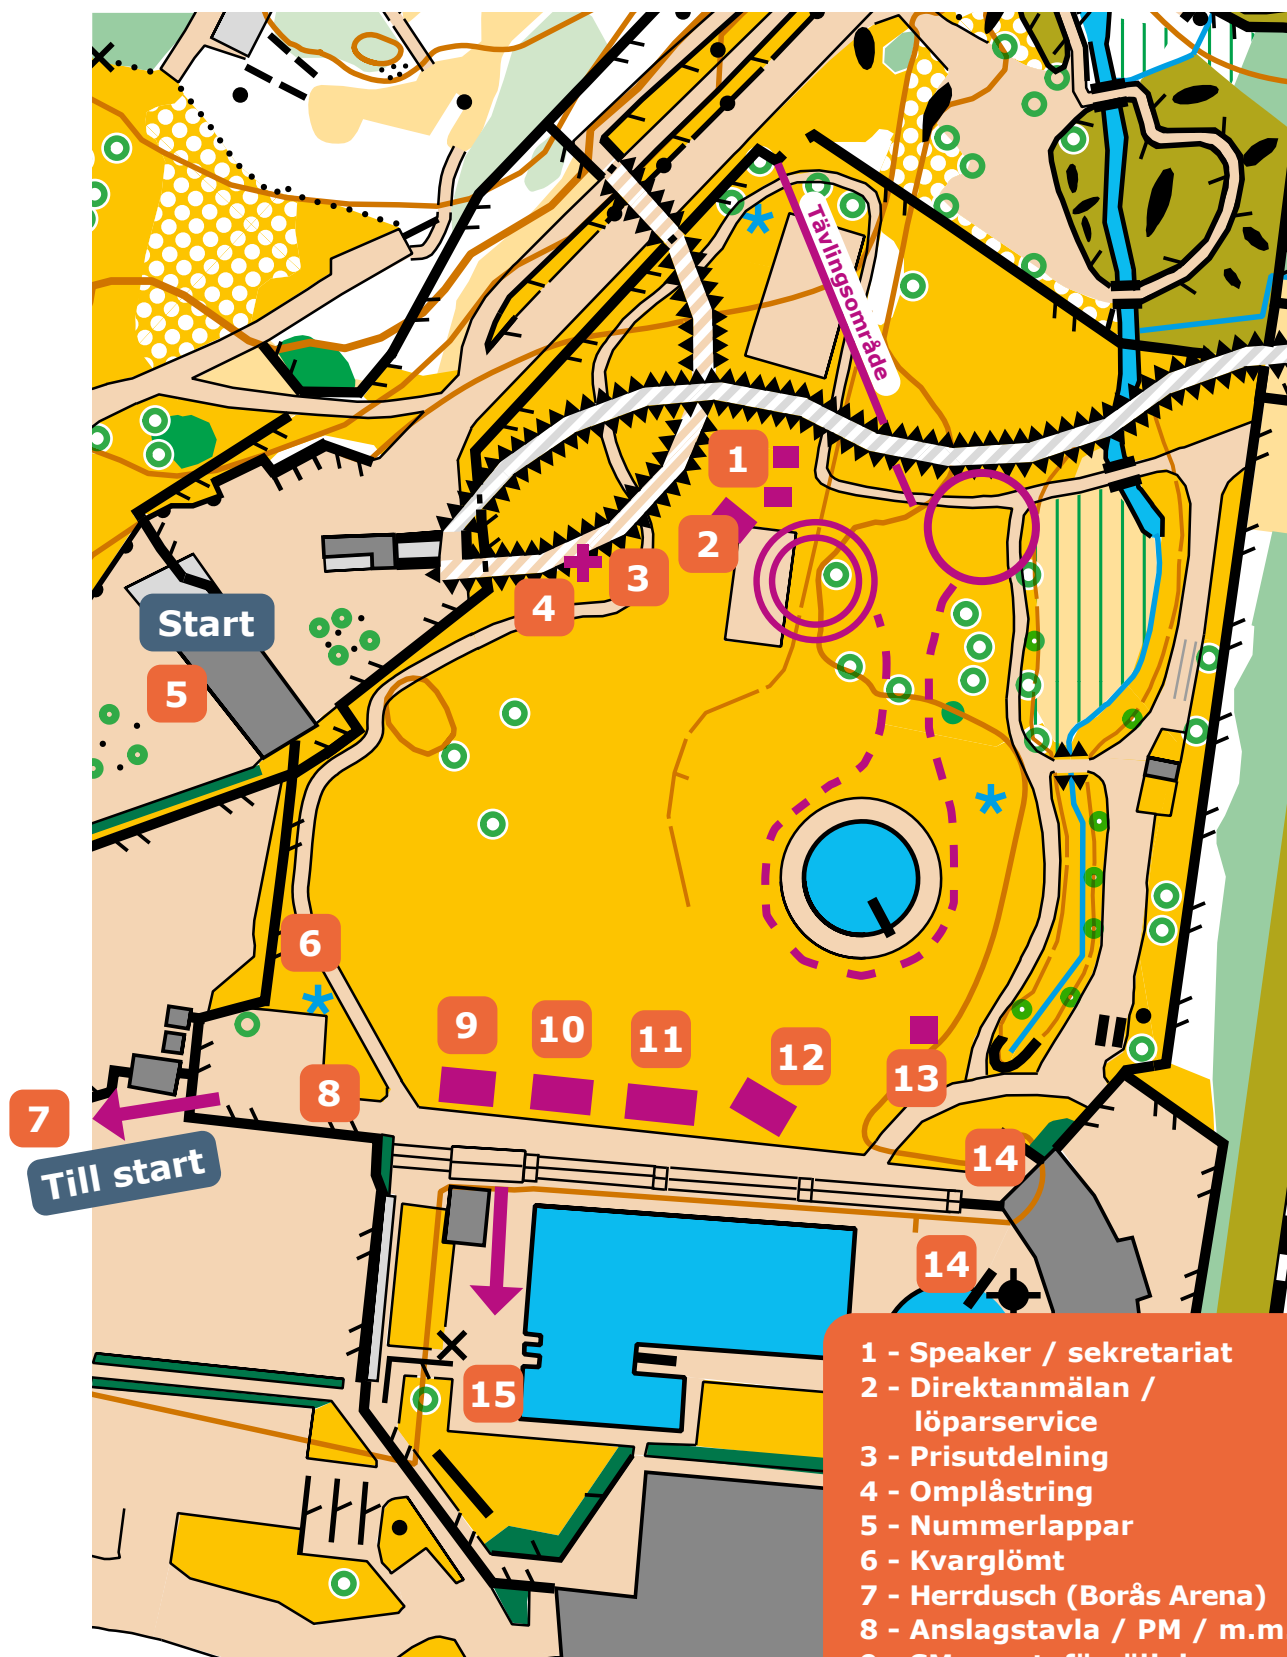 Tävlingsområde
1
2
3
4
Start
5
6
9
10
11
12
13
8
7
Till start
14
14
15
1 - Speaker / sekretariat
2 - Direktanmälan /
löparservice
3 - Prisutdelning
4 - Omplåstring
5 - Nummerlappar
6 - Kvarglömt
7 - Herrdusch (Borås Arena)
8 - Anslagstavla / PM / m.m